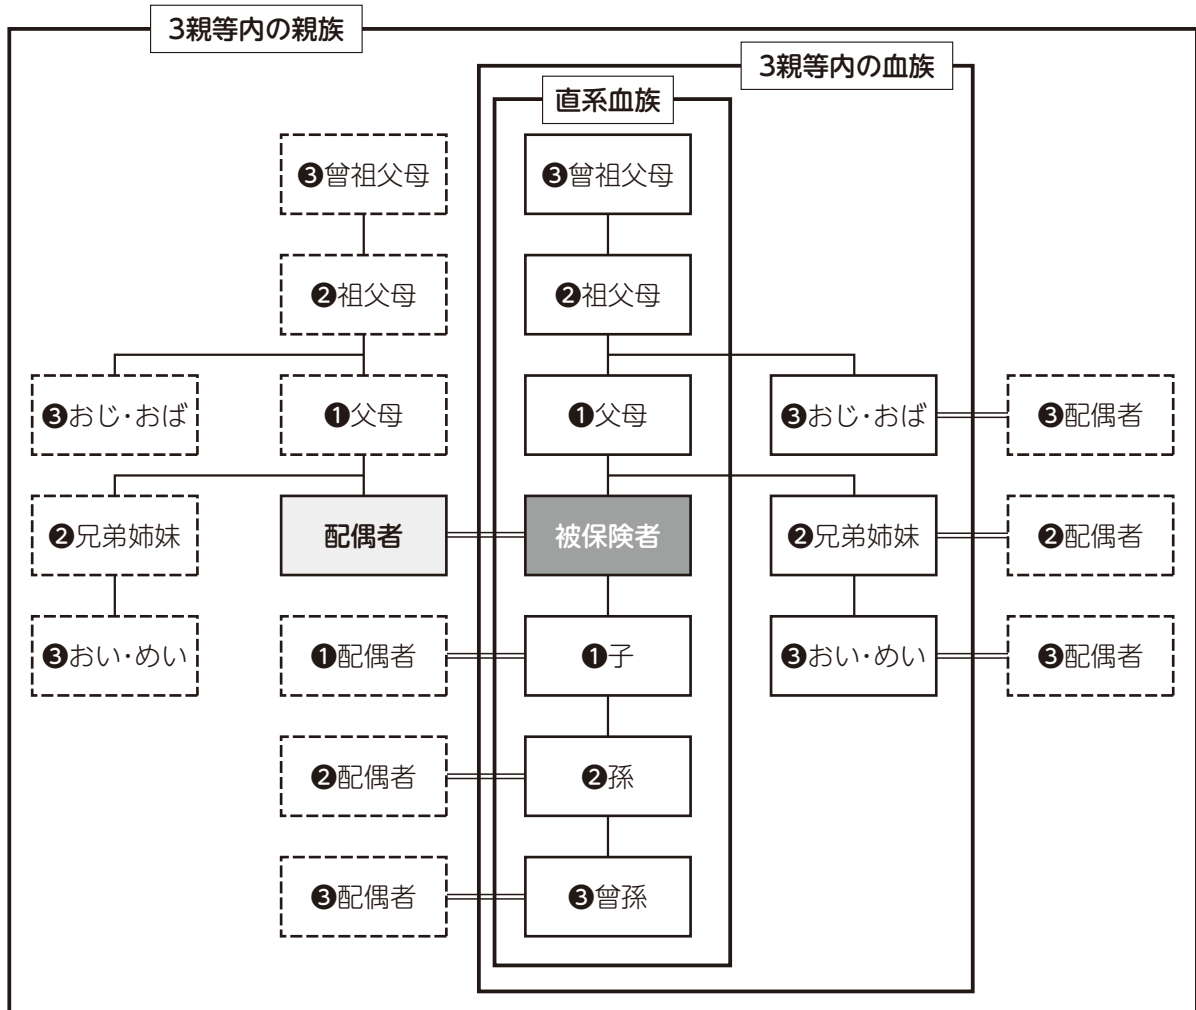 3親等内の親族
3親等内の血族
直系血族
❸曾祖父母
❸曾祖父母
❷祖父母
❷祖父母
❸おじ・おば
❶父母
❶父母
❸おじ・おば
❸配偶者
❷兄弟姉妹
配偶者
被保険者
❷兄弟姉妹
❷配偶者
❸おい・めい
❶配偶者
❶子
❸おい・めい
❸配偶者
❷配偶者
❷孫
❸配偶者
❸曾孫